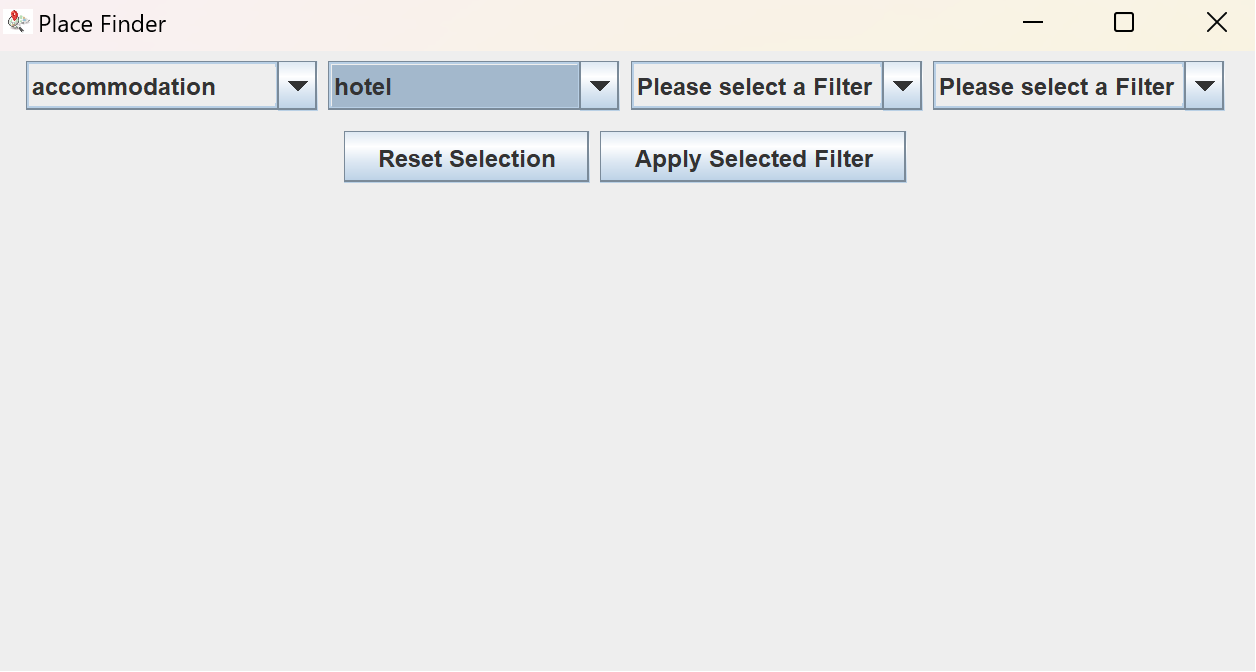 Place Finder
accommodation hotel Please select a Filter Please select a Filter
Reset Selection Apply Selected Filter